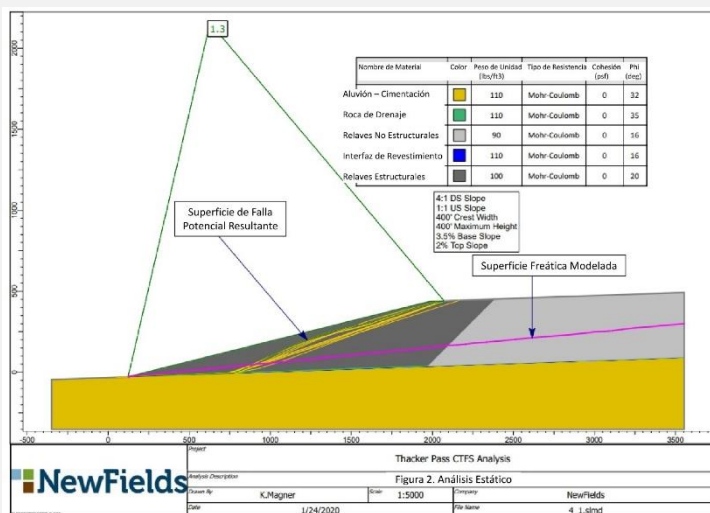 1.3
Nombre de Material Color Peso de Unidad (lbs/ft3) Tipo de Resistencia Cohesión (psf) Phi (deg)
Aluvión – Cimentación 110 Mohr-Coulomb 0 32
Roca de Drenaje 110 Mohr-Coulomb 0 35
Relaves No Estructurales 90 Mohr-Coulomb 0 16
Interfaz de Revestimiento 110 Mohr-Coulomb 0 16
Relaves Estructurales 100 Mohr-Coulomb 0 20
4:1 DS Slope
1:1 US Slope
400' Crest Width
400' Maximum Height
3.5% Base Slope
2% Top Slope
Superficie de Falla
Potencial Resultante
Superficie Freática Modelada
2000
1500
1000
500
0
-500 0 500 1000 1500 2000 2500 3000 3500
NewFields
Project
Thacker Pass CTFS Analysis
Analysis Description
Figura 2. Análisis Estático
Drawn By K.Magner Scale 1:5000 Company NewFields
Date 1/24/2020 File Name 4_1.slmd